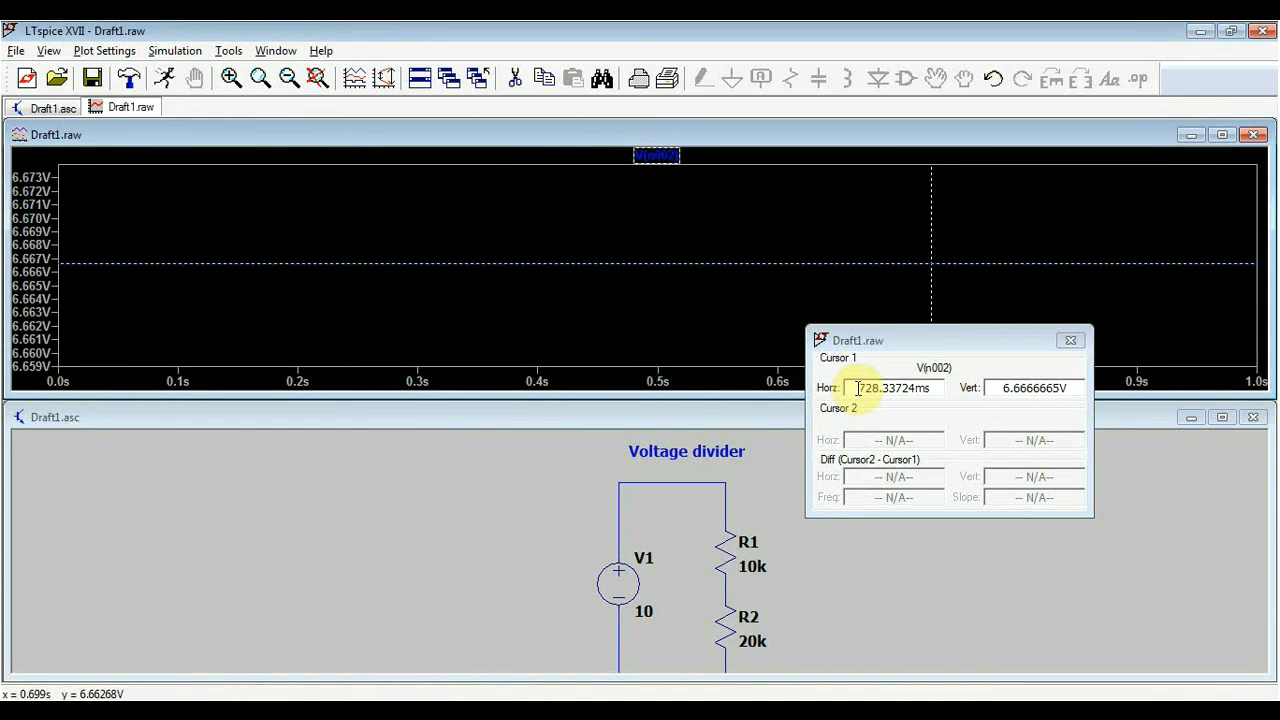 LTspice XVII - Draft1.raw
File View Plot Settings Simulation Tools Window Help
.op
Draft1.asc Draft1.raw
Draft1.raw
V(n002)
6.673V
6.672V
6.671V
6.670V
6.669V
6.668V
6.667V
6.666V
6.665V
6.664V
6.663V
6.662V
6.661V
6.660V
6.659V
0.0s 0.1s 0.2s 0.3s 0.4s 0.5s 0.6s 0.9s 1.0s
Draft1.raw
Cursor 1
V(n002)
Horz: 728.33724ms Vert: 6.6666665V
Cursor 2
Horz: -- N/A-- Vert: -- N/A--
Diff (Cursor2 - Cursor1)
Horz: -- N/A-- Vert: -- N/A--
Freq: -- N/A-- Slope: -- N/A--
Draft1.asc
Voltage divider
V1
10
R1
10k
R2
20k
x = 0.699s y = 6.66268V